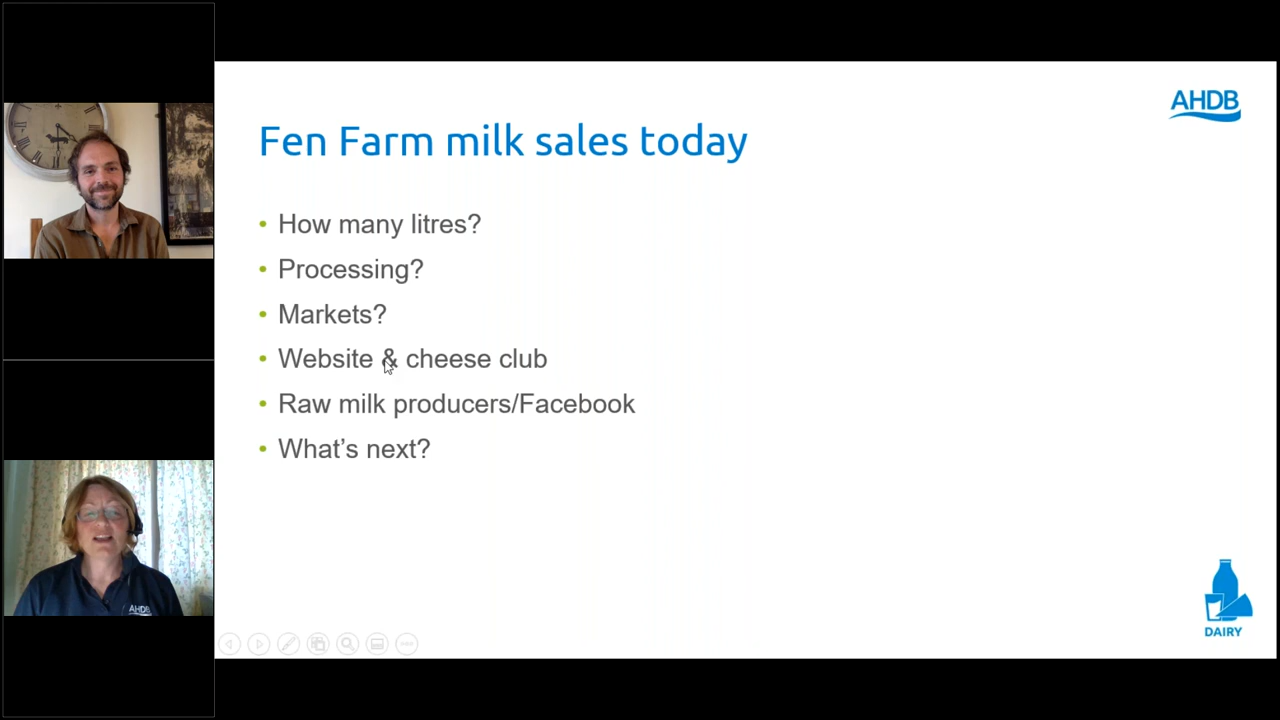 AHDB
Fen Farm milk sales today
• How many litres?
• Processing?
• Markets?
• Website & cheese club
• Raw milk producers/Facebook
• What’s next?
AHDB
DAIRY